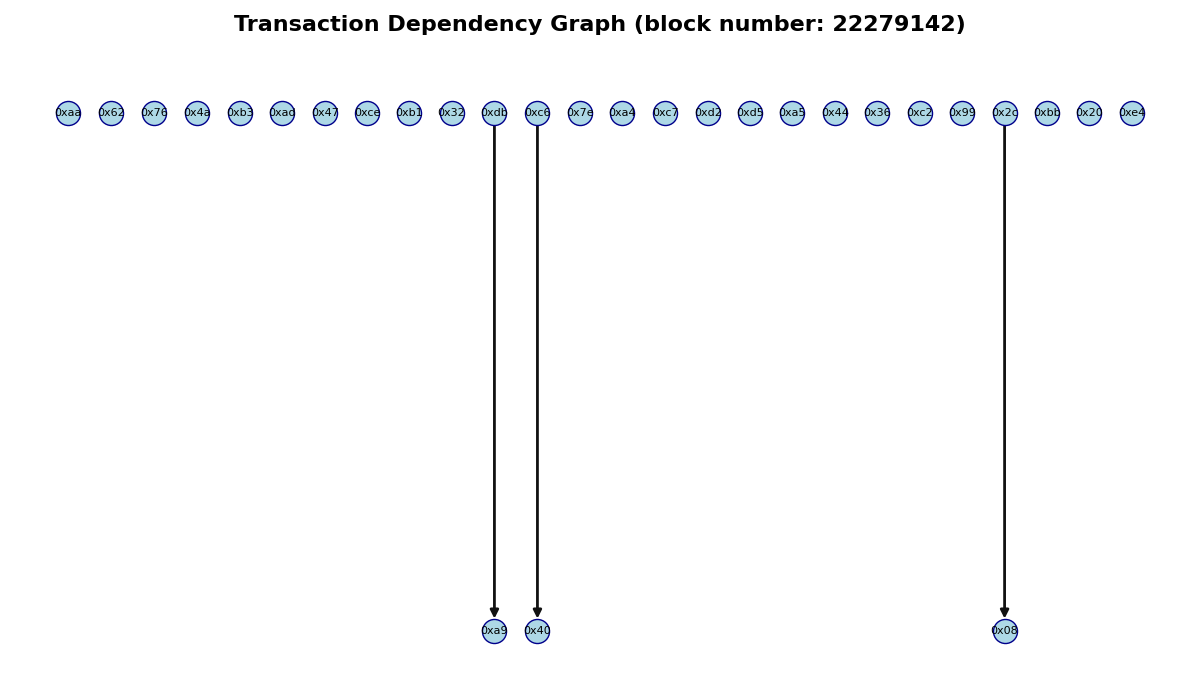 Transaction Dependency Graph (block number: 22279142)
0xaa 0x62 0x76 0x4a 0xb3 0xad 0x47 0xce 0xb1 0x32 0xdb 0xc6 0x7e 0xa4 0xc7 0xd2 0xd5 0xa5 0x44 0x36 0xc2 0x99 0x2c 0xbb 0x20 0xe4
0xa9 0x40 0x08